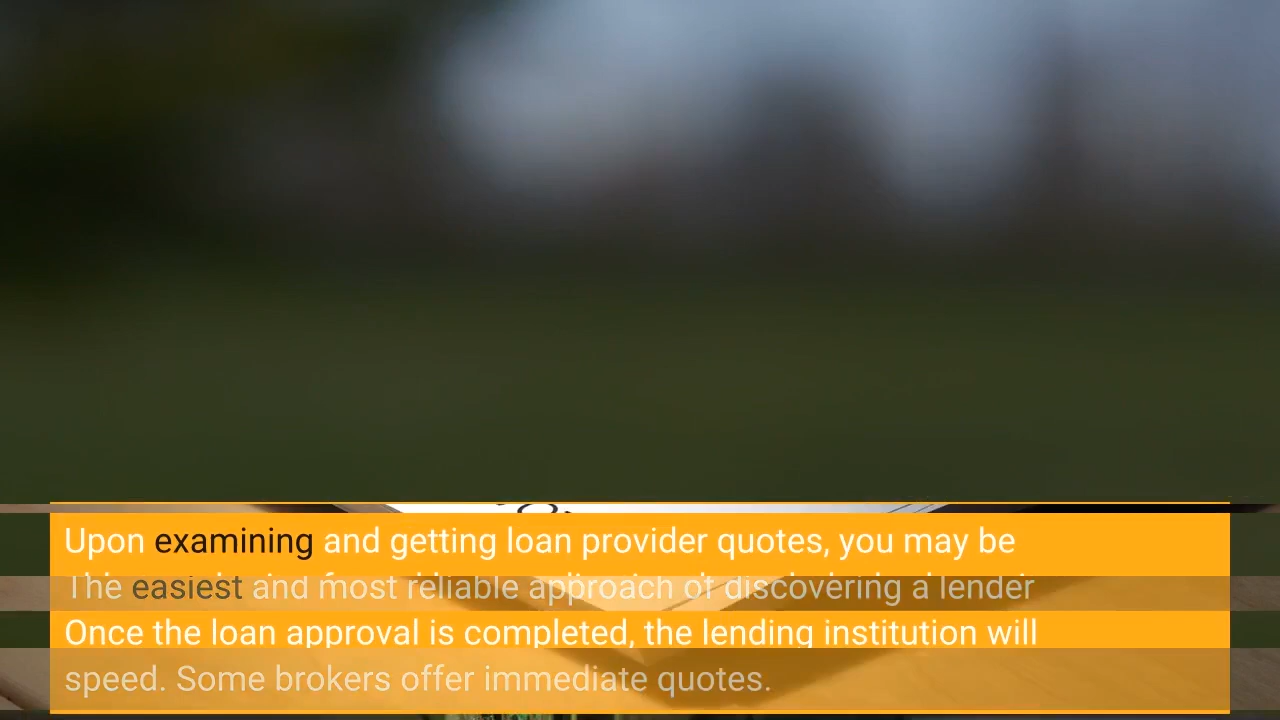 Upon examining and getting loan provider quotes, you may be
The easiest and most reliable approach of discovering a lender
Once the loan approval is completed, the lending institution will
speed. Some brokers offer immediate quotes.